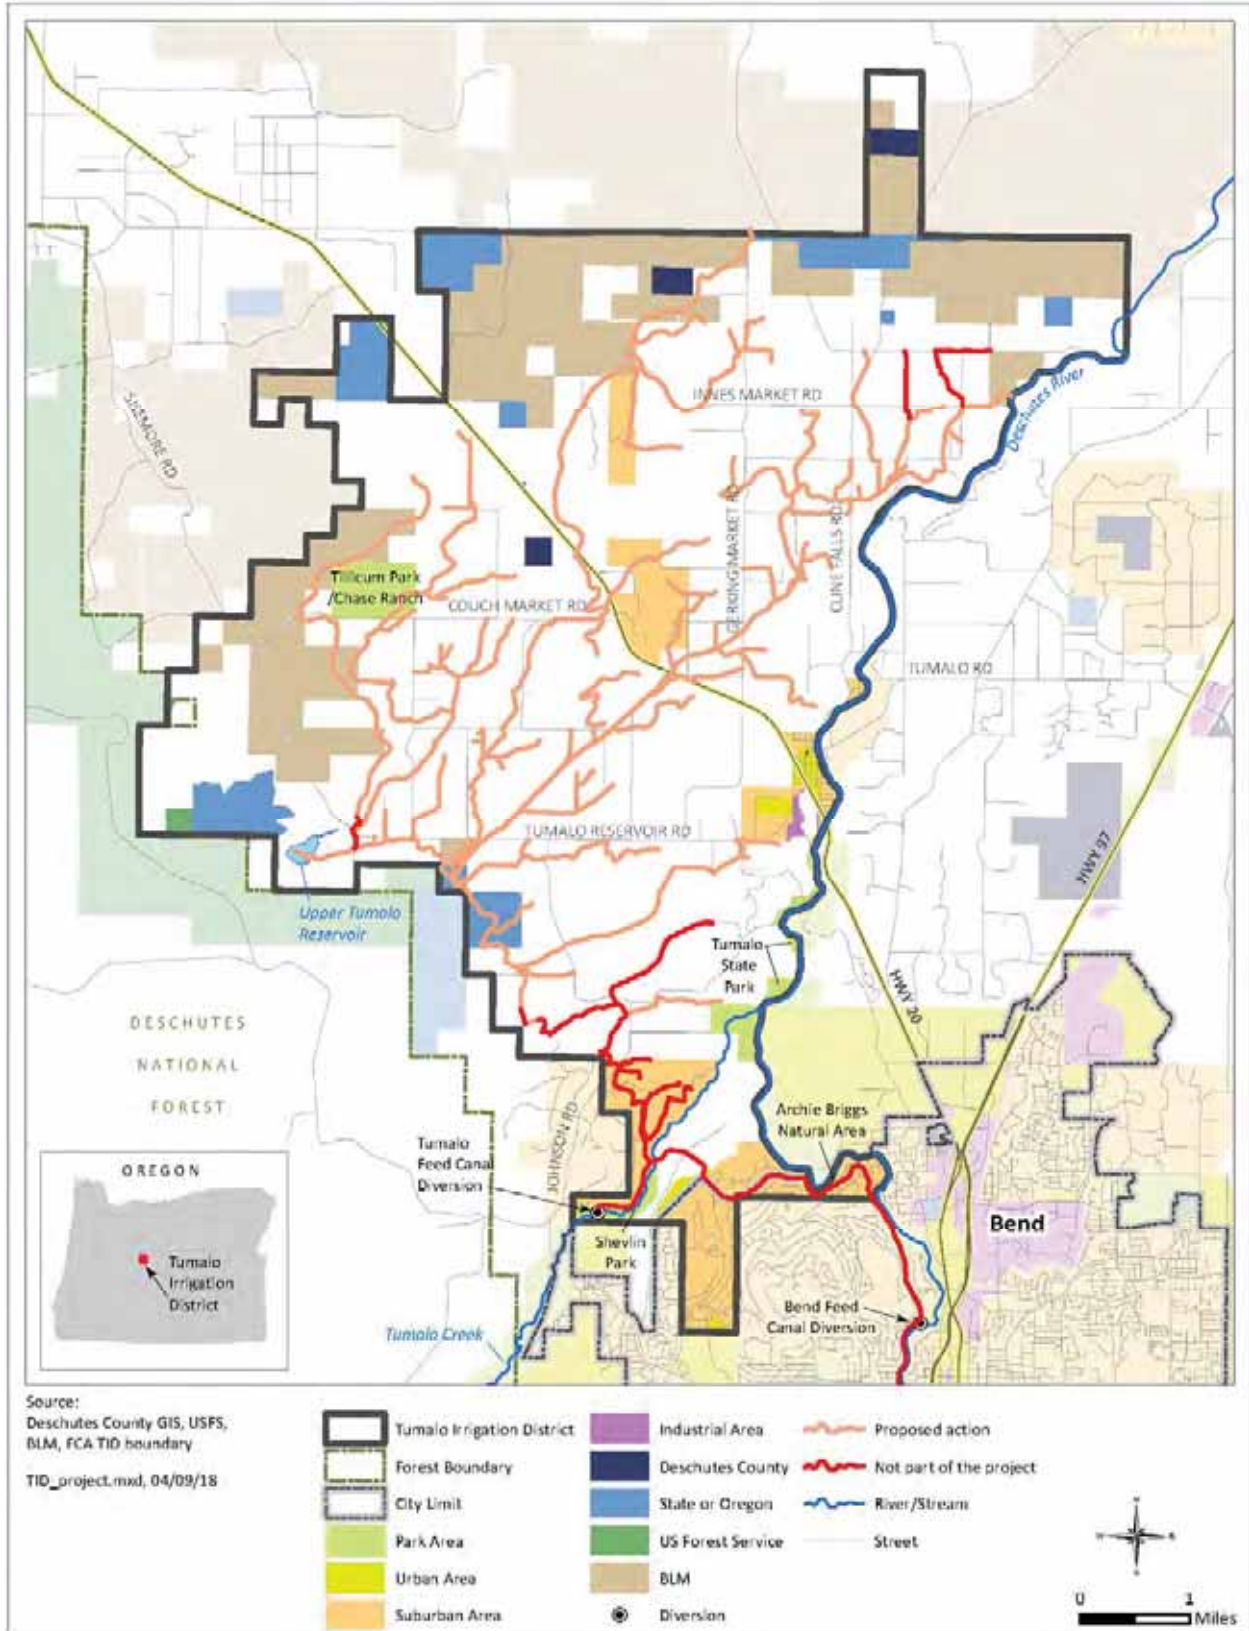 INNES MARKET RD
Deschutes River
SISEMORE RD
GERKING MARKET RD
CLINE FALLS RD
Tillicum Park
/Chase Ranch
COUCH MARKET RD
TUMALO RD
TUMALO RESERVOIR RD
HWY 97
Upper Tumalo
Reservoir
Tumalo
State
Park
HWY 20
DESCHUTES
NATIONAL
FOREST
JOHNSON RD
Archie Briggs
Natural Area
Tumalo
Feed Canal
Diversion
OREGON
Tumalo
Irrigation
District
Shevlin
Park
Bend
Bend Feed
Canal Diversion
Tumalo Creek
Source:
Deschutes County GIS, USFS,
BLM, FCA TID boundary
TID_project.mxd, 04/09/18
Tumalo Irrigation District
Forest Boundary
City Limit
Park Area
Urban Area
Suburban Area
Industrial Area
Deschutes County
State or Oregon
US Forest Service
BLM
Diversion
Proposed action
Not part of the project
River/Stream
Street
N
W E
S
0 1
Miles